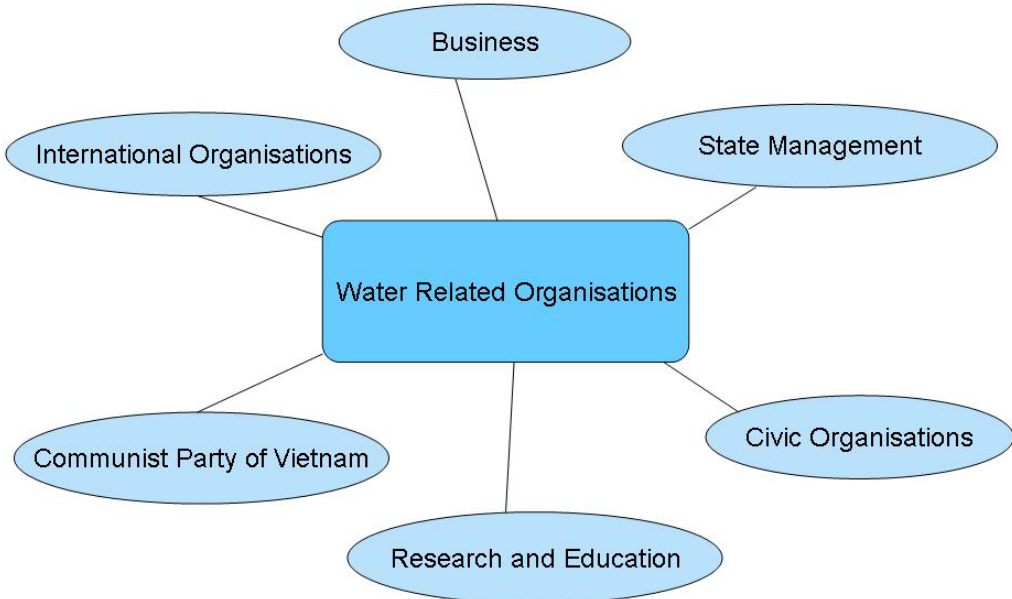 Business
International Organisations
State Management
Water Related Organisations
Communist Party of Vietnam
Civic Organisations
Research and Education